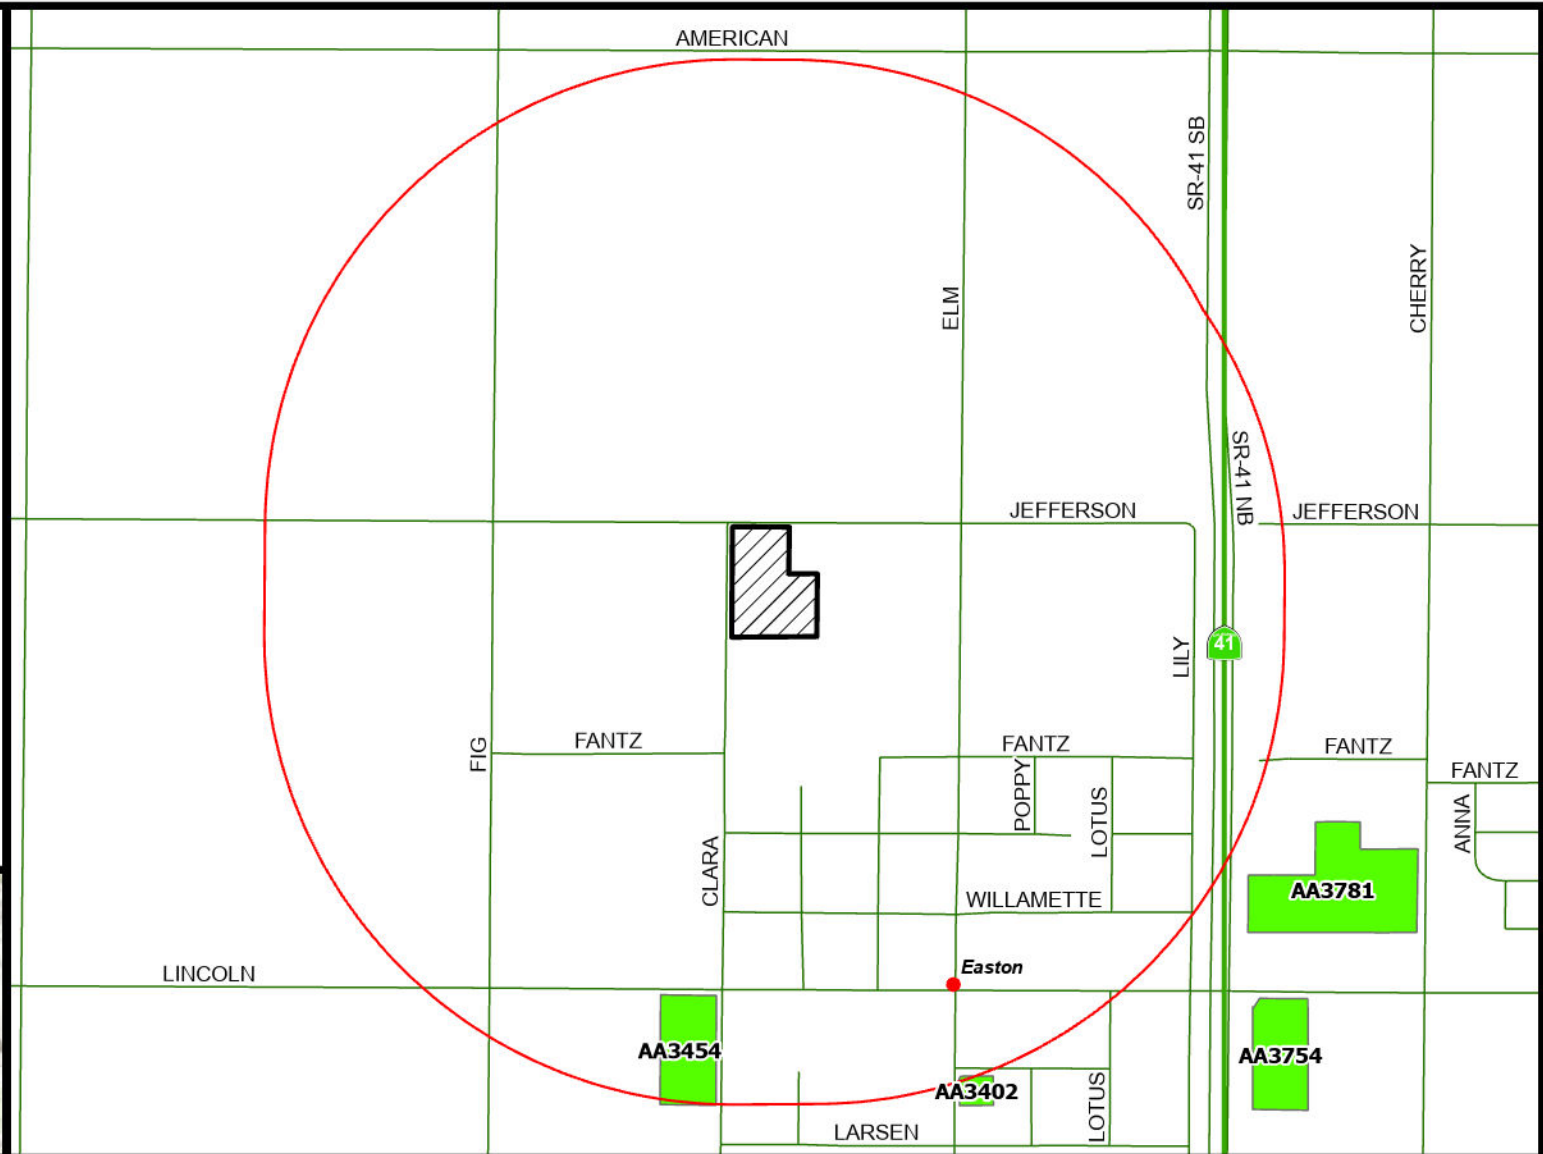 AMERICAN
SR-41 SB
CHERRY
ELM
SR-41 NB
JEFFERSON
JEFFERSON
LILY
41
FIG
FANTZ
FANTZ
FANTZ
FANTZ
POPPY
LOTUS
ANNA
CLARA
AA3781
WILLAMETTE
Easton
LINCOLN
AA3454
AA3754
AA3402
LOTUS
LARSEN